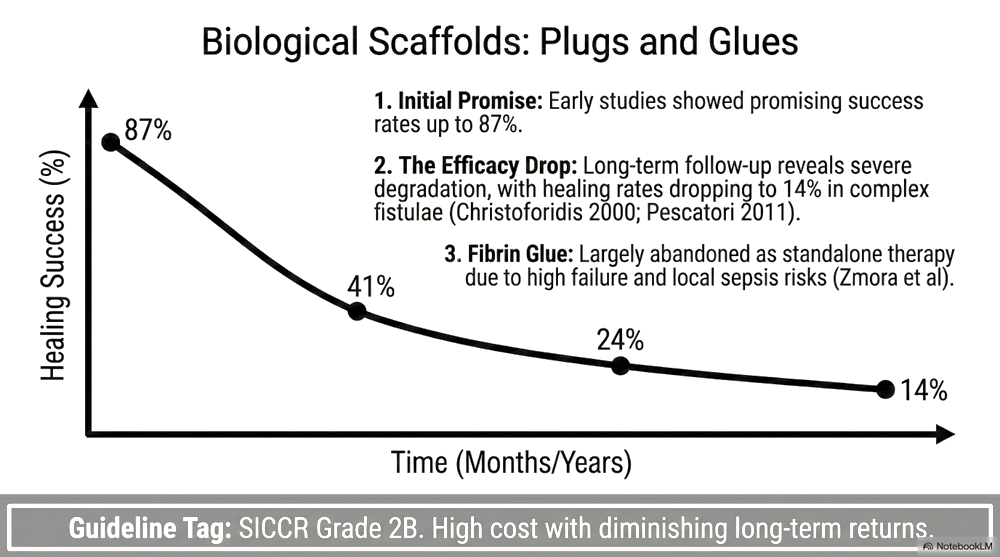 Biological Scaffolds: Plugs and Glues
1. Initial Promise: Early studies showed promising success
rates up to 87%.
2. The Efficacy Drop: Long-term follow-up reveals severe
degradation, with healing rates dropping to 14% in complex
fistulae (Christoforidis 2000; Pescatori 2011).
3. Fibrin Glue: Largely abandoned as standalone therapy
due to high failure and local sepsis risks (Zmora et al).
Healing Success (%)
87%
41%
24%
14%
Time (Months/Years)
Guideline Tag: SICCR Grade 2B. High cost with diminishing long-term returns.
NotebookLM